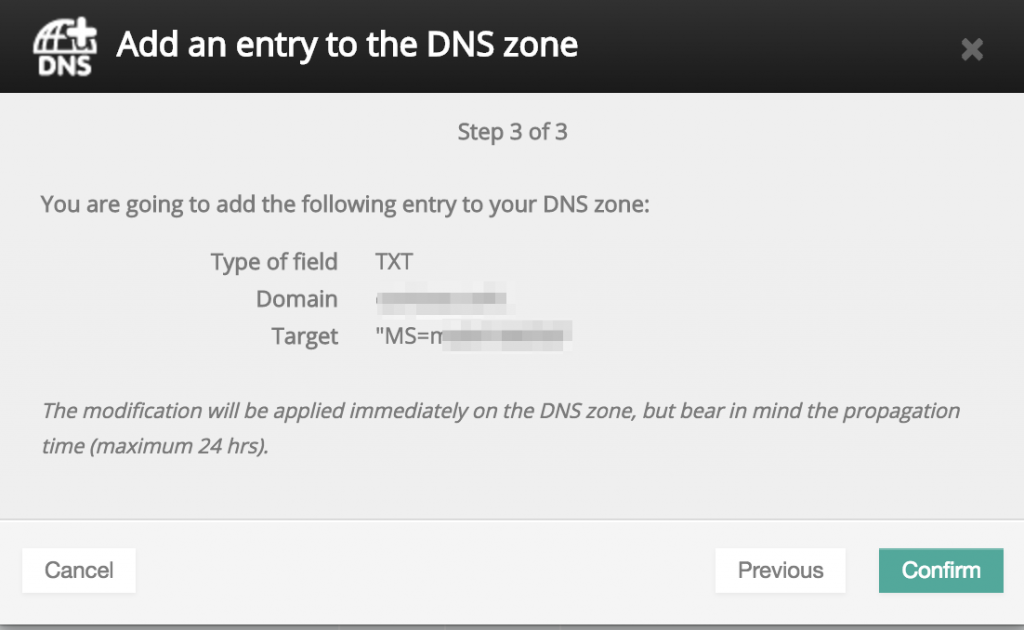 DNS
Add an entry to the DNS zone
Step 3 of 3
You are going to add the following entry to your DNS zone:
Type of field TXT
Domain
Target "MS=m
The modification will be applied immediately on the DNS zone, but bear in mind the propagation
time (maximum 24 hrs).
Cancel Previous Confirm